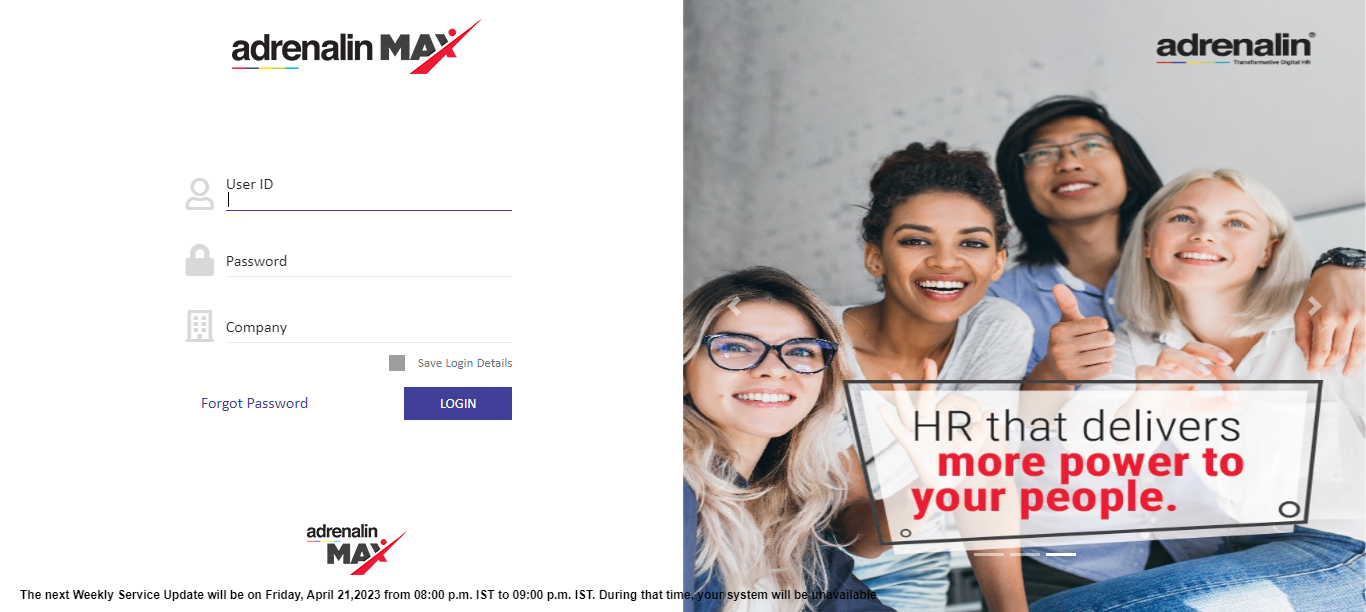 adrenalin MAX
User ID
Password
Company
Save Login Details
Forgot Password
LOGIN
adrenalin
MAX
adrenalin®
Transformative Digital HR
HR that delivers
more power to
your people.
The next Weekly Service Update will be on Friday, April 21,2023 from 08:00 p.m. IST to 09:00 p.m. IST. During that time, your system will be unavailable